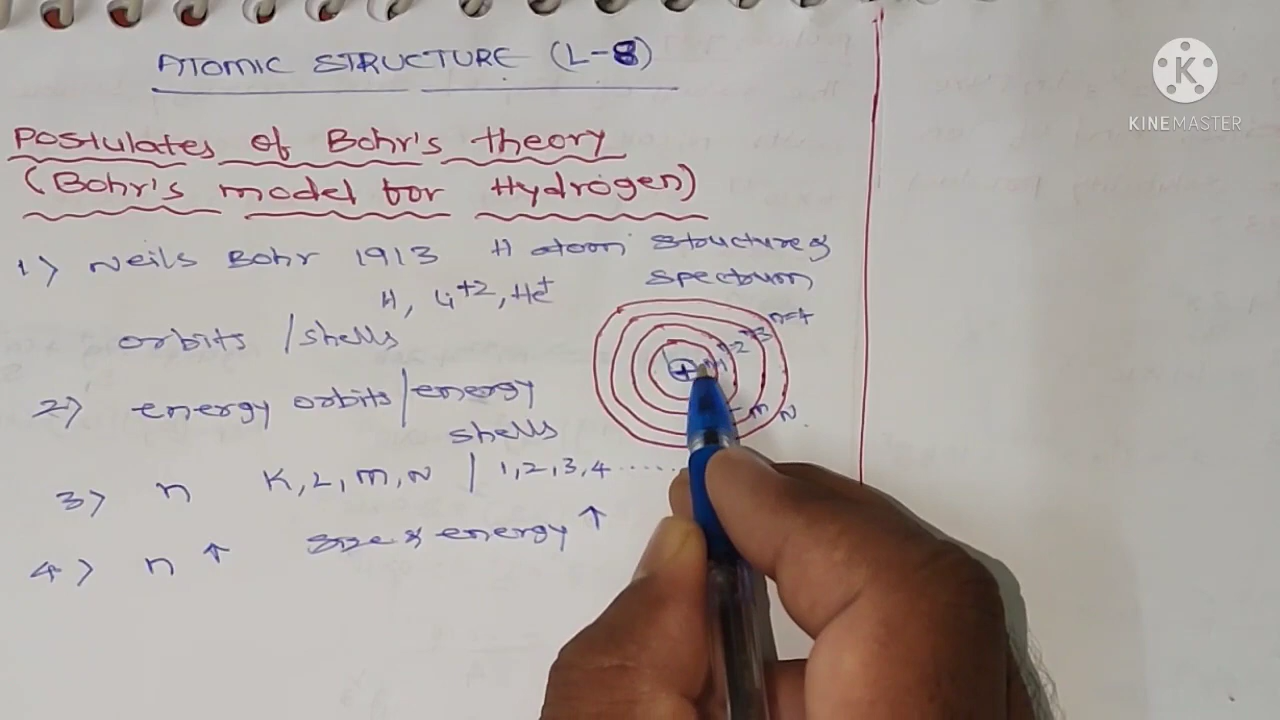 ATOMIC STRUCTURE (L-8)
KINEMASTER
Postulates of Bohr's theory
(Bohr's model for Hydrogen)
1) Neils Bohr 1913 H atom structure &
spectrum
H, Li+2, He+
orbits / shells
n=4
n=2
+
2) energy orbits / energy
shells
M N
3) n K, L, M, N / 1, 2, 3, 4 ......
4) n ↑ size & energy ↑